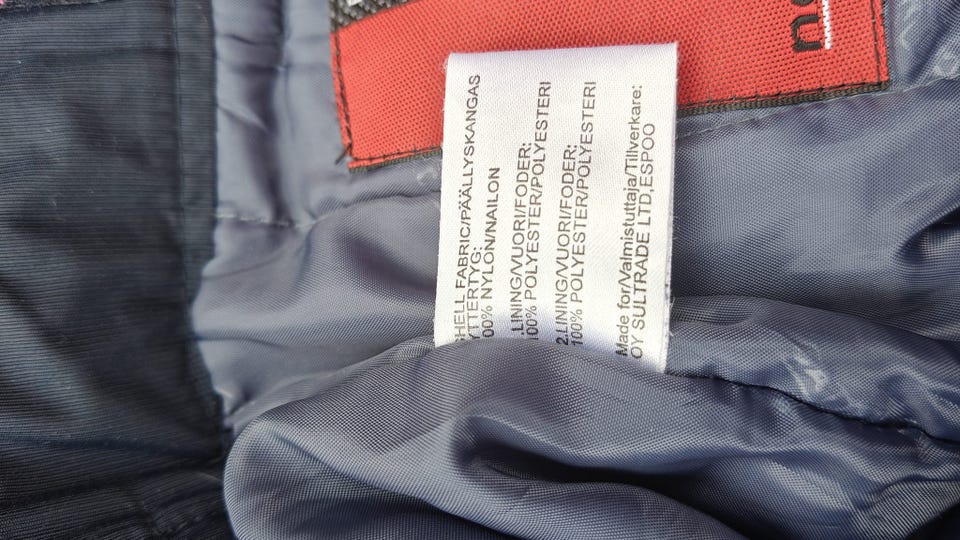 SHELL FABRIC/PÄÄLLYSKANGAS
YTTERTYG:
100% NYLON/NAILON
.LINING/VUORI/FODER:
100% POLYESTER/POLYESTERI
2.LINING/VUORI/FODER:
100% POLYESTER/POLYESTERI
Made for/Valmistuttaja/Tillverkare:
OY SULTRADE LTD,ESPOO